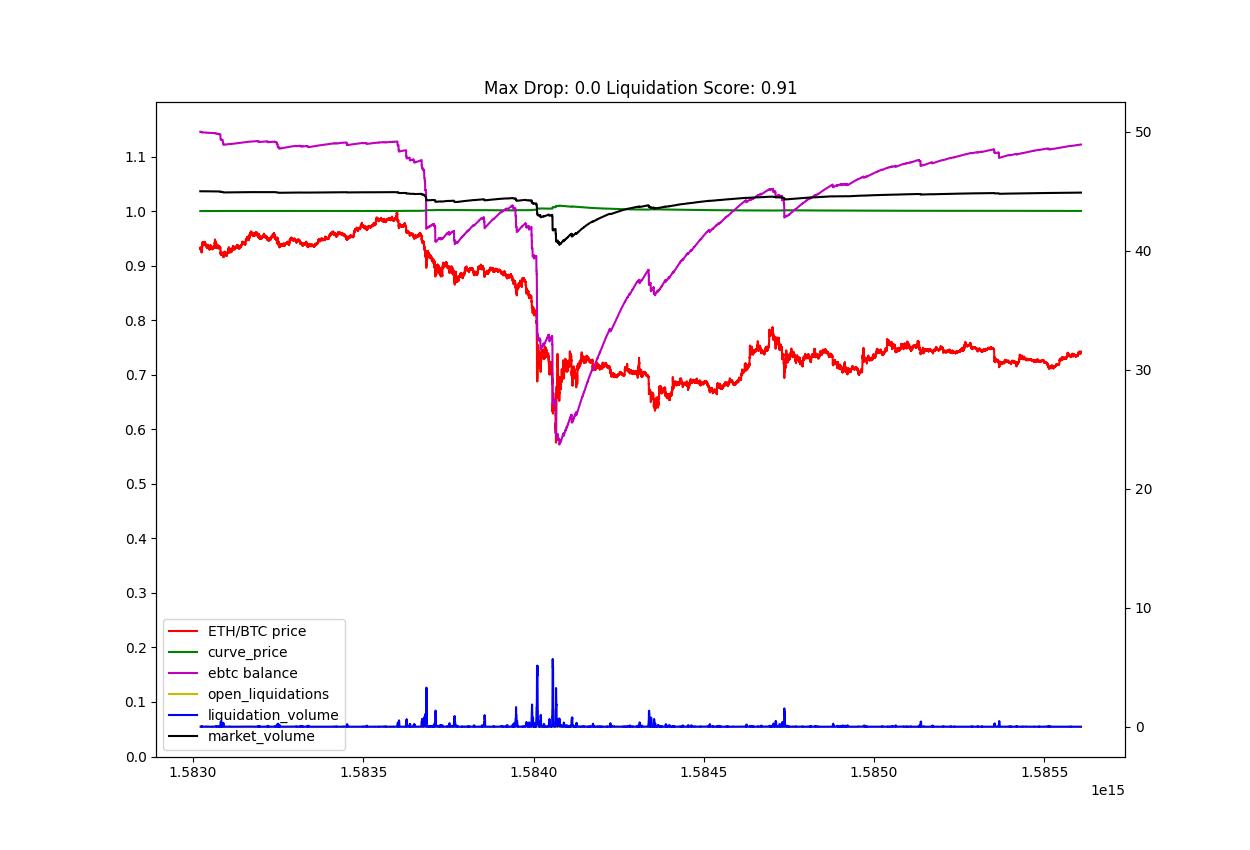 Max Drop: 0.0 Liquidation Score: 0.91
1.1
1.0
0.9
0.8
0.7
0.6
0.5
0.4
0.3
0.2
0.1
0.0
50
40
30
20
10
0
ETH/BTC price
curve_price
ebtc balance
open_liquidations
liquidation_volume
market_volume
1.5830 1.5835 1.5840 1.5845 1.5850 1.5855
1e15